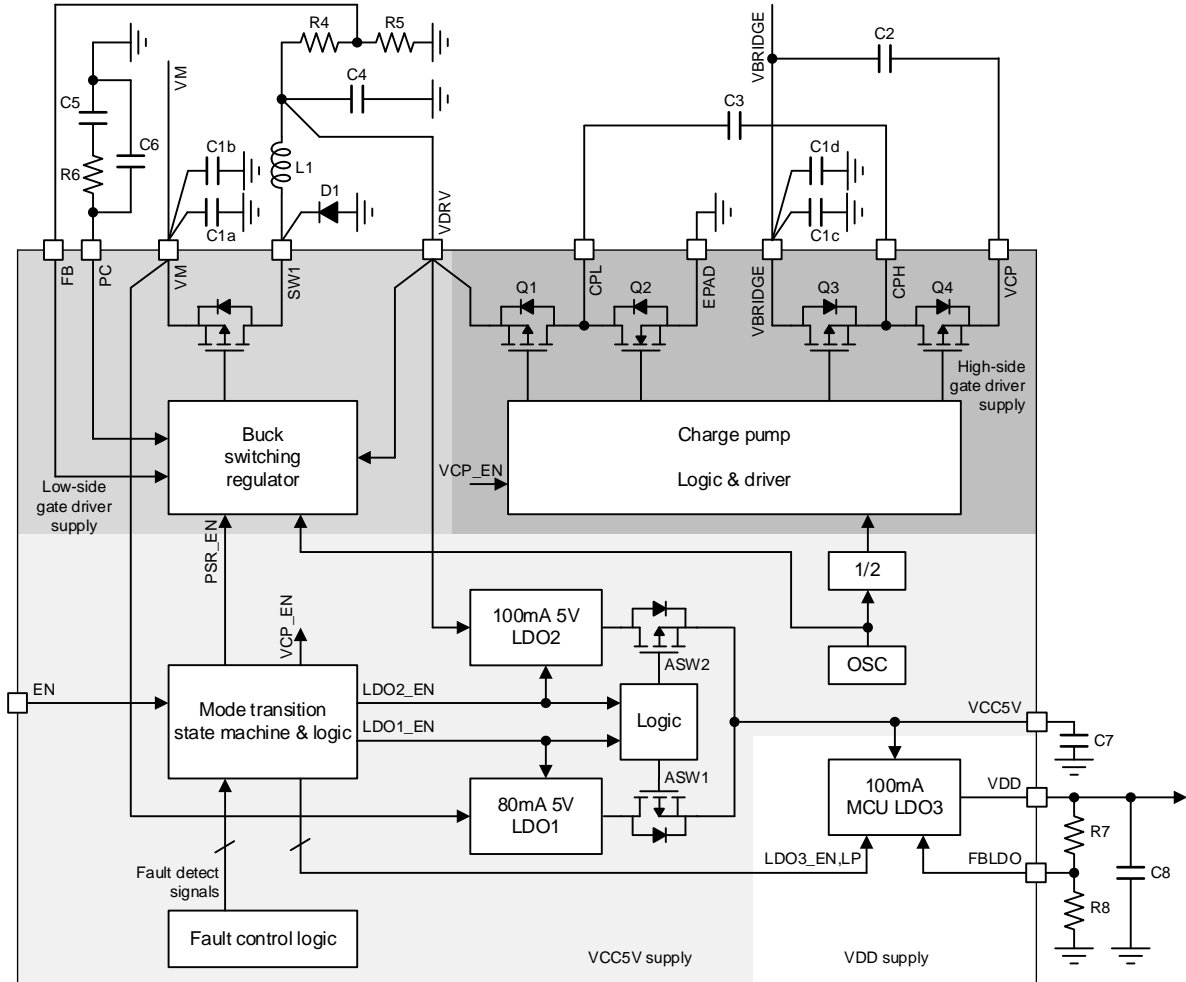 R4
R5
C2
VBRIDGE
VM
C4
C5
C3
C6
C1b
C1d
R6
L1
D1
C1a
VDRV
C1c
FB
PC
VM
SW1
CPL
EPAD
VBRIDGE
CPH
VCP
Q1
Q2
Q3
Q4
High-side
gate driver
supply
Buck
switching
regulator
Charge pump
Logic & driver
VCP_EN
Low-side
gate driver
supply
PSR_EN
1/2
VCP_EN
100mA 5V
LDO2
OSC
ASW2
EN
LDO2_EN
Mode transition
state machine & logic
Logic
VCC5V
LDO1_EN
C7
ASW1
80mA 5V
LDO1
100mA
MCU LDO3
VDD
R7
LDO3_EN,LP
FBLDO
C8
Fault detect
signals
R8
Fault control logic
VCC5V supply
VDD supply